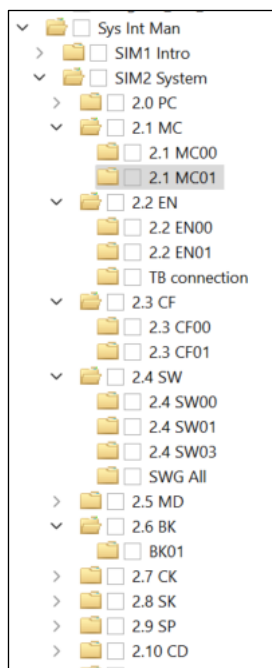 Sys Int Man
SIM1 Intro
SIM2 System
2.0 PC
2.1 MC
2.1 MC00
2.1 MC01
2.2 EN
2.2 EN00
2.2 EN01
TB connection
2.3 CF
2.3 CF00
2.3 CF01
2.4 SW
2.4 SW00
2.4 SW01
2.4 SW03
SWG All
2.5 MD
2.6 BK
BK01
2.7 CK
2.8 SK
2.9 SP
2.10 CD